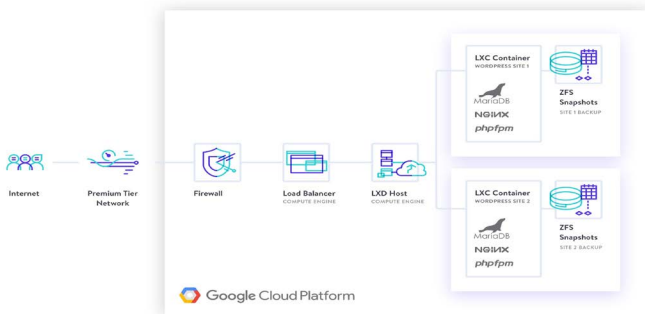 Internet
Premium Tier
Network
Firewall
Load Balancer
COMPUTE ENGINE
LXD Host
COMPUTE ENGINE
LXC Container
WORDPRESS SITE 1
MariaDB
NGINX
phpfpm
ZFS
Snapshots
SITE 1 BACKUP
LXC Container
WORDPRESS SITE 2
MariaDB
NGINX
phpfpm
ZFS
Snapshots
SITE 2 BACKUP
Google Cloud Platform